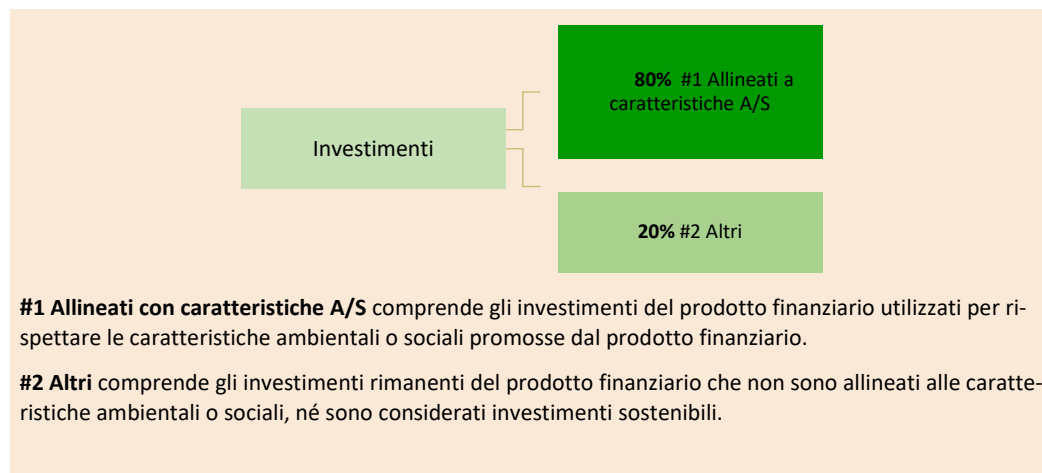 80% #1 Allineati a
caratteristiche A/S
Investimenti
20% #2 Altri
#1 Allineati con caratteristiche A/S comprende gli investimenti del prodotto finanziario utilizzati per ri-
spettare le caratteristiche ambientali o sociali promosse dal prodotto finanziario.
#2 Altri comprende gli investimenti rimanenti del prodotto finanziario che non sono allineati alle caratte-
ristiche ambientali o sociali, né sono considerati investimenti sostenibili.